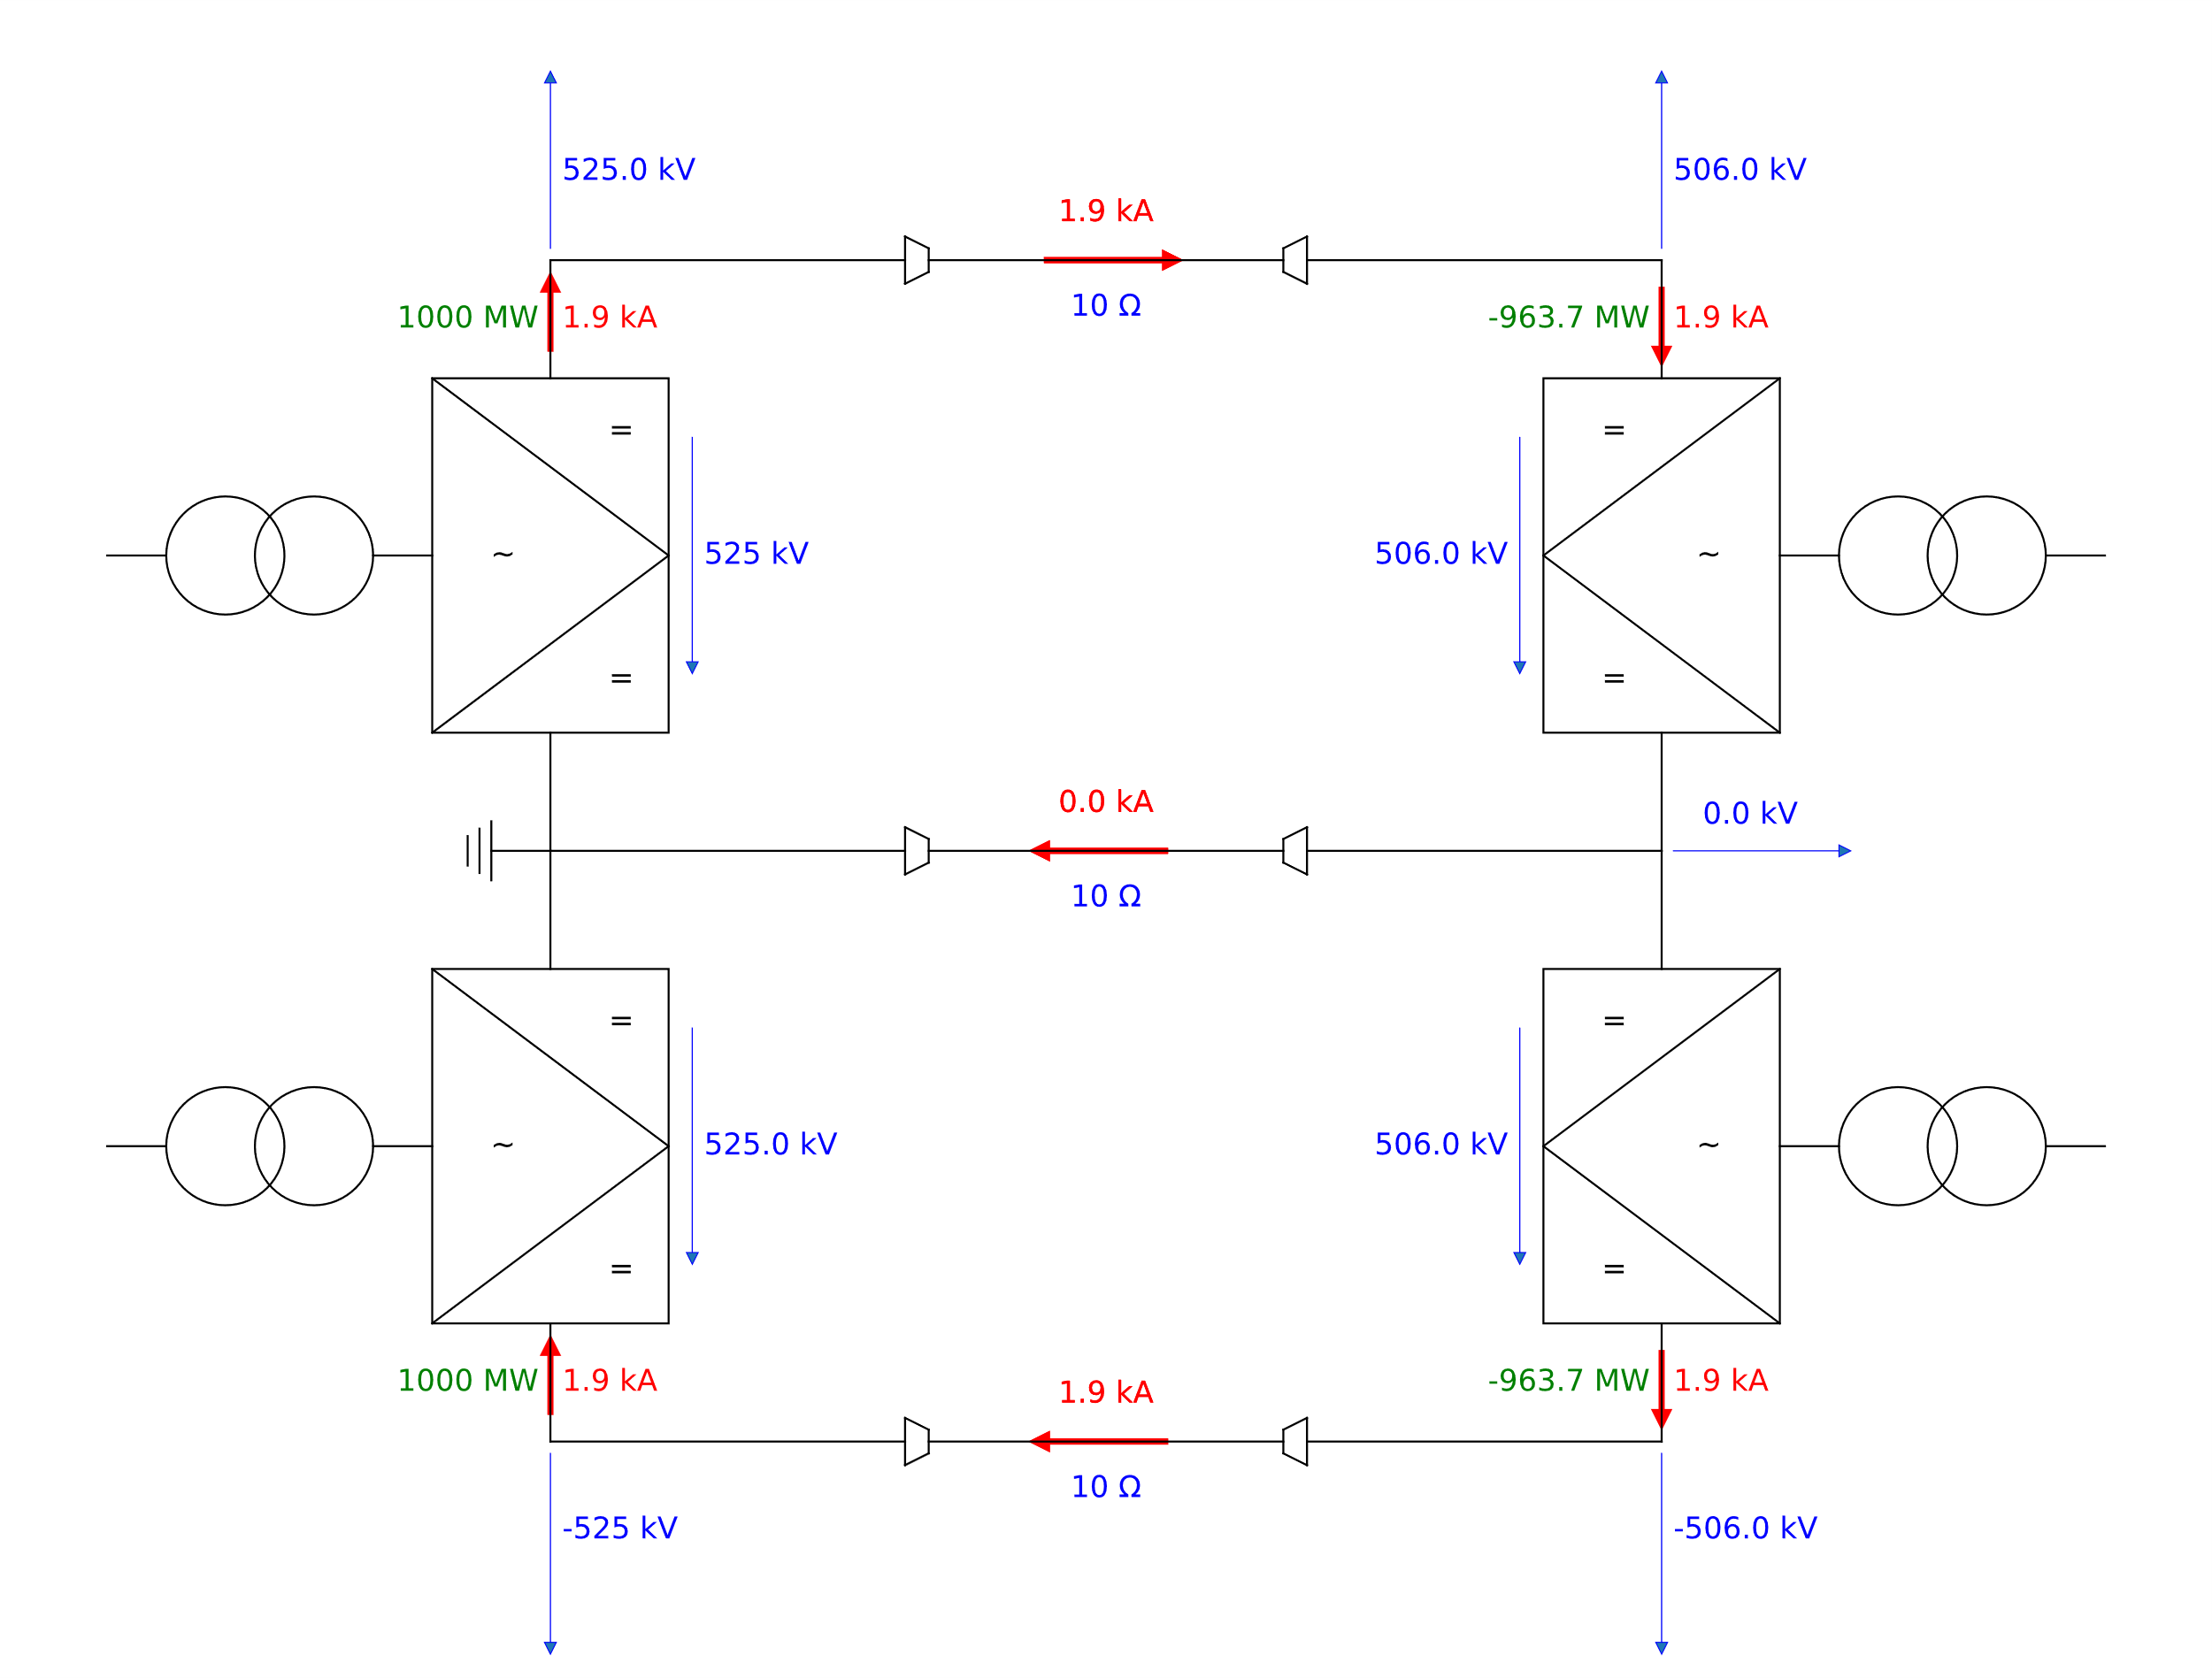 525.0 kV
506.0 kV
1.9 kA
1000 MW
1.9 kA
10 Ω
-963.7 MW
1.9 kA
=
=
~
525 kV
506.0 kV
~
=
=
0.0 kA
0.0 kV
10 Ω
=
=
~
525.0 kV
506.0 kV
~
=
=
1000 MW
1.9 kA
1.9 kA
-963.7 MW
1.9 kA
10 Ω
-525 kV
-506.0 kV